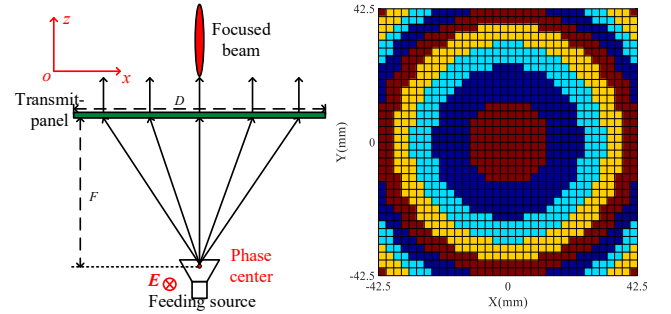 z
Focused
beam
o
x
Transmit-
panel
D
F
Phase
center
E
Feeding source
42.5
Y(mm)
0
-42.5
-42.5
0
42.5
X(mm)